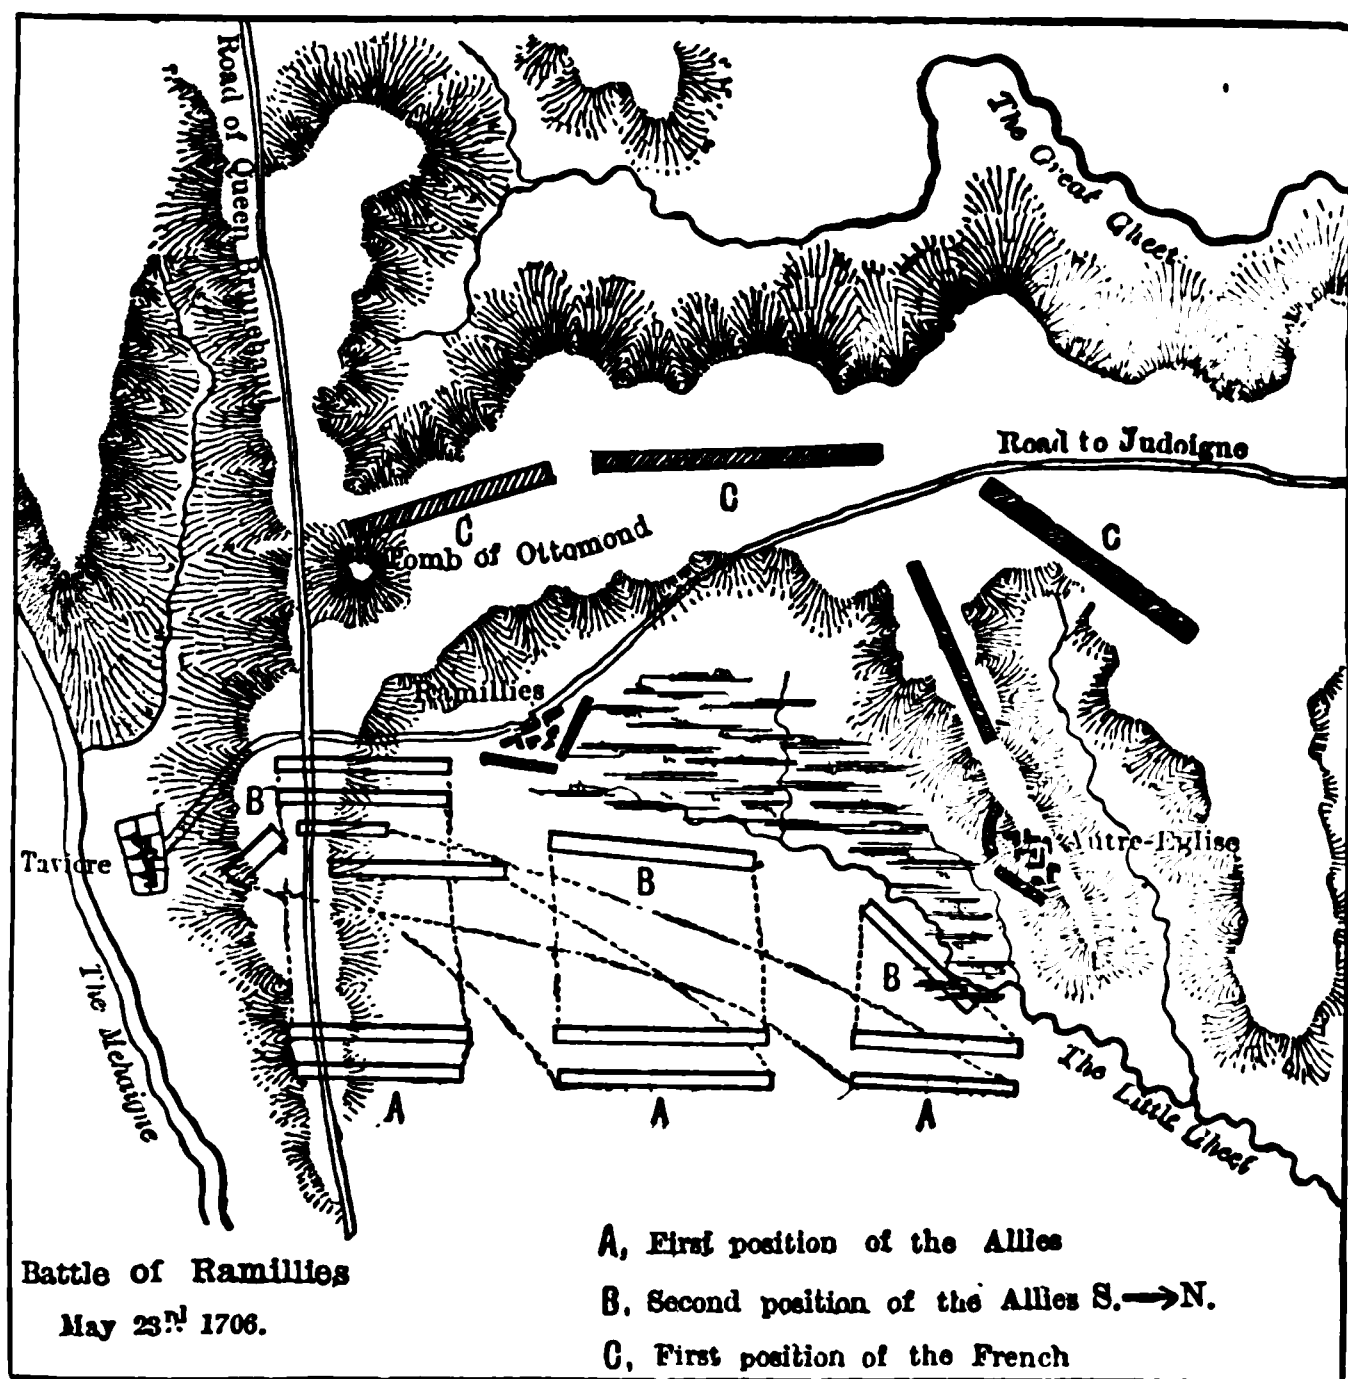 Road of Queen Brunehand
The Great Gheet
Road to Judoigne
C
C
C
Tomb of Ottomond
Ramillies
B
Taviere
B
Autre-Eglise
B
The Mehaigne
The Little Gheet
A
A
A
Battle of Ramillies
May 23rd 1706.
A, First position of the Allies
B. Second position of the Allies S.→N.
C, First position of the French